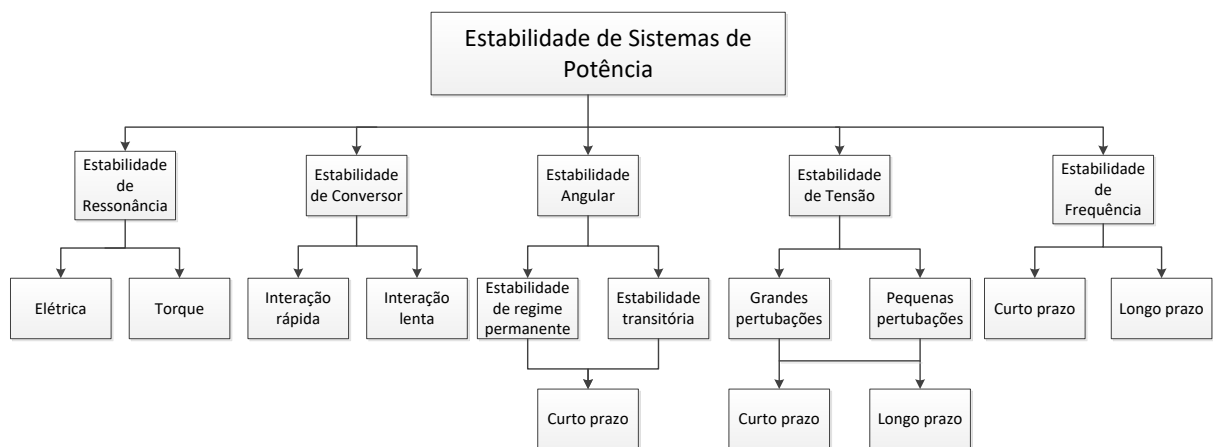 Estabilidade de Sistemas de
Potência
Estabilidade
de
Ressonância
Estabilidade
de Conversor
Estabilidade
Angular
Estabilidade
de Tensão
Estabilidade
de
Frequência
Elétrica
Torque
Interação
rápida
Interação
lenta
Estabilidade
de regime
permanente
Estabilidade
transitória
Grandes
pertubações
Pequenas
pertubações
Curto prazo
Longo prazo
Curto prazo
Curto prazo
Longo prazo